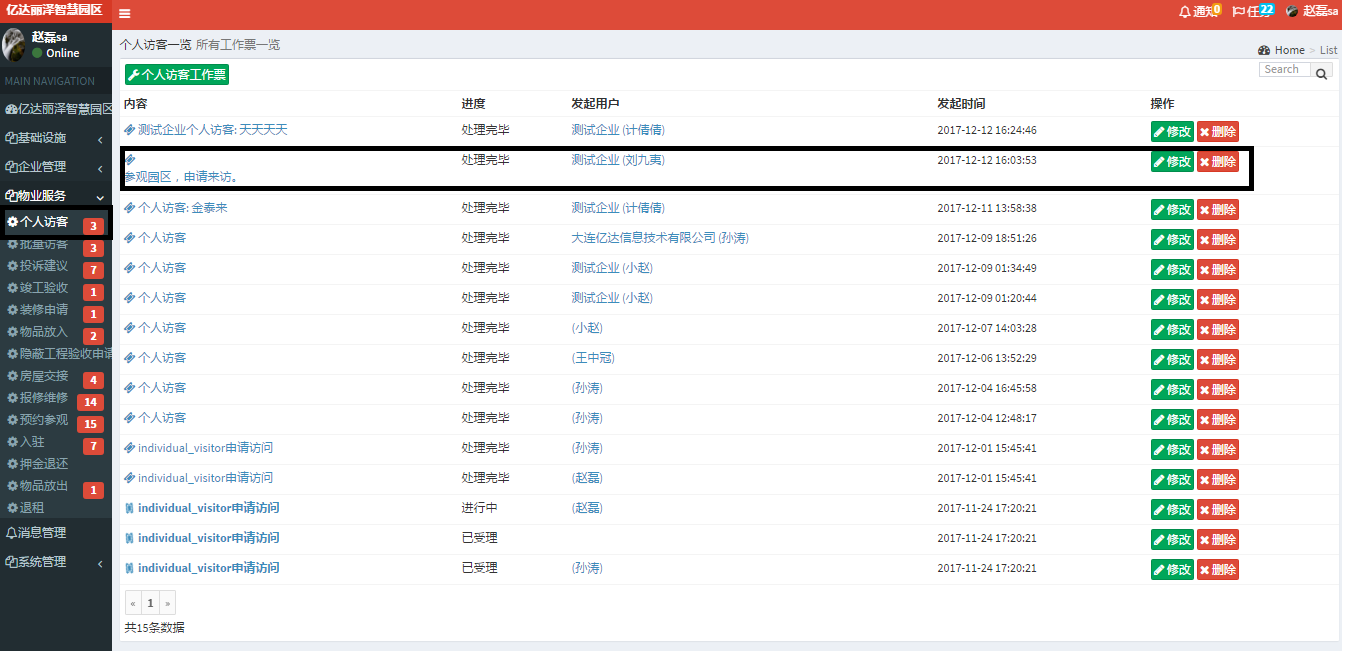 亿达丽泽智慧园区
通知 0
任务 22
赵磊sa
赵磊sa
Online
MAIN NAVIGATION
亿达丽泽智慧园区
基础设施
企业管理
物业服务
个人访客 3
批量访客 3
投诉建议 7
竣工验收 1
装修申请 1
物品放入 2
隐蔽工程验收申请
房屋交接 4
报修维修 14
预约参观 15
入驻 7
押金退还
物品放出 1
退租
消息管理
系统管理
个人访客一览 所有工作票一览
Home > List
个人访客工作票
Search
内容 进度 发起用户 发起时间 操作
测试企业个人访客: 天天天天 处理完毕 测试企业 (计倩倩) 2017-12-12 16:24:46 修改 删除
处理完毕 测试企业 (刘九夷) 2017-12-12 16:03:53 修改 删除
参观园区，申请来访。
个人访客: 金泰来 处理完毕 测试企业 (计倩倩) 2017-12-11 13:58:38 修改 删除
个人访客 处理完毕 大连亿达信息技术有限公司 (孙涛) 2017-12-09 18:51:26 修改 删除
个人访客 处理完毕 测试企业 (小赵) 2017-12-09 01:34:49 修改 删除
个人访客 处理完毕 测试企业 (小赵) 2017-12-09 01:20:44 修改 删除
个人访客 处理完毕 (小赵) 2017-12-07 14:03:28 修改 删除
个人访客 处理完毕 (王中冠) 2017-12-06 13:52:29 修改 删除
个人访客 处理完毕 (孙涛) 2017-12-04 16:45:58 修改 删除
个人访客 处理完毕 (孙涛) 2017-12-04 12:48:17 修改 删除
individual_visitor申请访问 处理完毕 (孙涛) 2017-12-01 15:45:41 修改 删除
individual_visitor申请访问 处理完毕 (赵磊) 2017-12-01 15:45:41 修改 删除
individual_visitor申请访问 进行中 (赵磊) 2017-11-24 17:20:21 修改 删除
individual_visitor申请访问 已受理 2017-11-24 17:20:21 修改 删除
individual_visitor申请访问 已受理 (孙涛) 2017-11-24 17:20:21 修改 删除
« 1 »
共15条数据